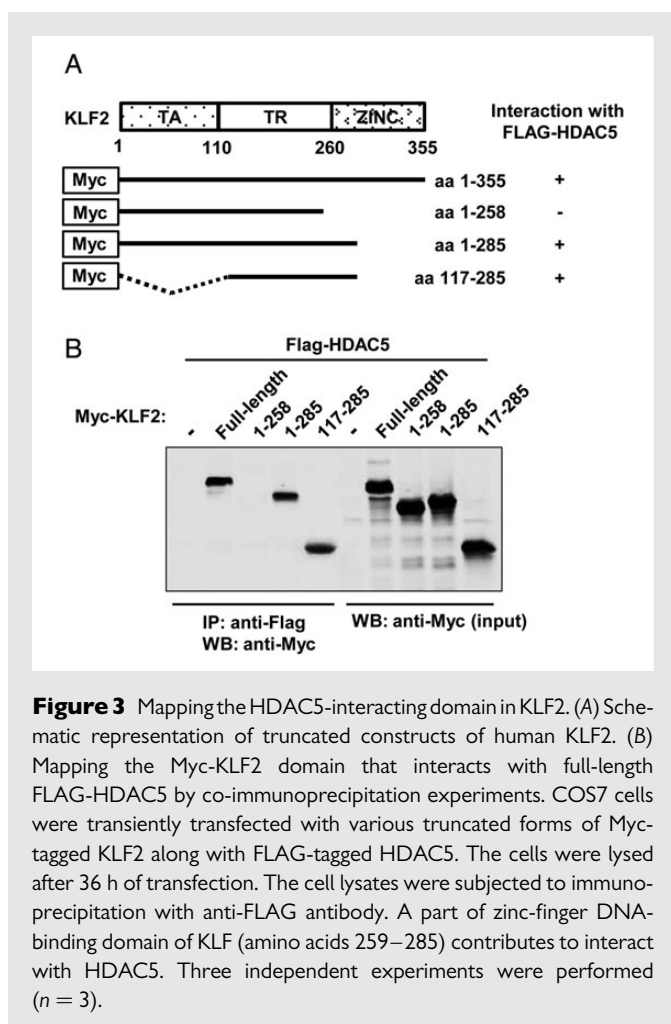 A
KLF2 TA TR ZfNC Interaction with
FLAG-HDAC5
1 110 260 355
Myc aa 1-355 +
Myc aa 1-258 -
Myc aa 1-285 +
Myc aa 117-285 +
B
Flag-HDAC5
Myc-KLF2: - Full-length 1-258 1-285 117-285 - Full-length 1-258 1-285 117-285
IP: anti-Flag
WB: anti-Myc
WB: anti-Myc (input)
Figure 3 Mapping the HDAC5-interacting domain in KLF2. (A) Sche-
matic representation of truncated constructs of human KLF2. (B)
Mapping the Myc-KLF2 domain that interacts with full-length
FLAG-HDAC5 by co-immunoprecipitation experiments. COS7 cells
were transiently transfected with various truncated forms of Myc-
tagged KLF2 along with FLAG-tagged HDAC5. The cells were lysed
after 36 h of transfection. The cell lysates were subjected to immuno-
precipitation with anti-FLAG antibody. A part of zinc-finger DNA-
binding domain of KLF (amino acids 259–285) contributes to interact
with HDAC5. Three independent experiments were performed
(n = 3).